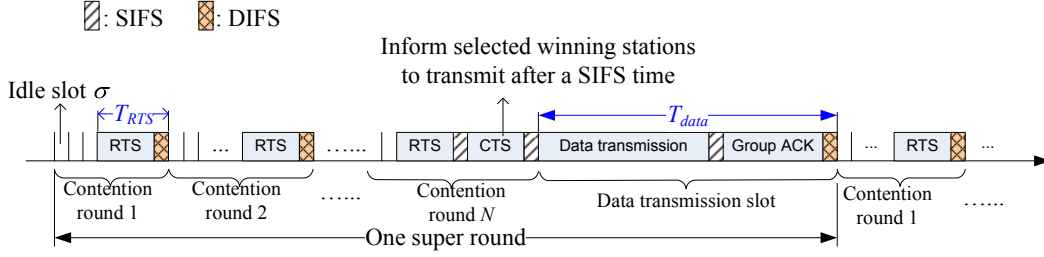 : SIFS : DIFS
Inform selected winning stations
to transmit after a SIFS time
Idle slot σ
T_RTS
T_data
RTS ... RTS ...... RTS CTS Data transmission Group ACK ... RTS ...
Contention
round 1
Contention
round 2
......
Contention
round N
Data transmission slot
Contention
round 1
......
One super round